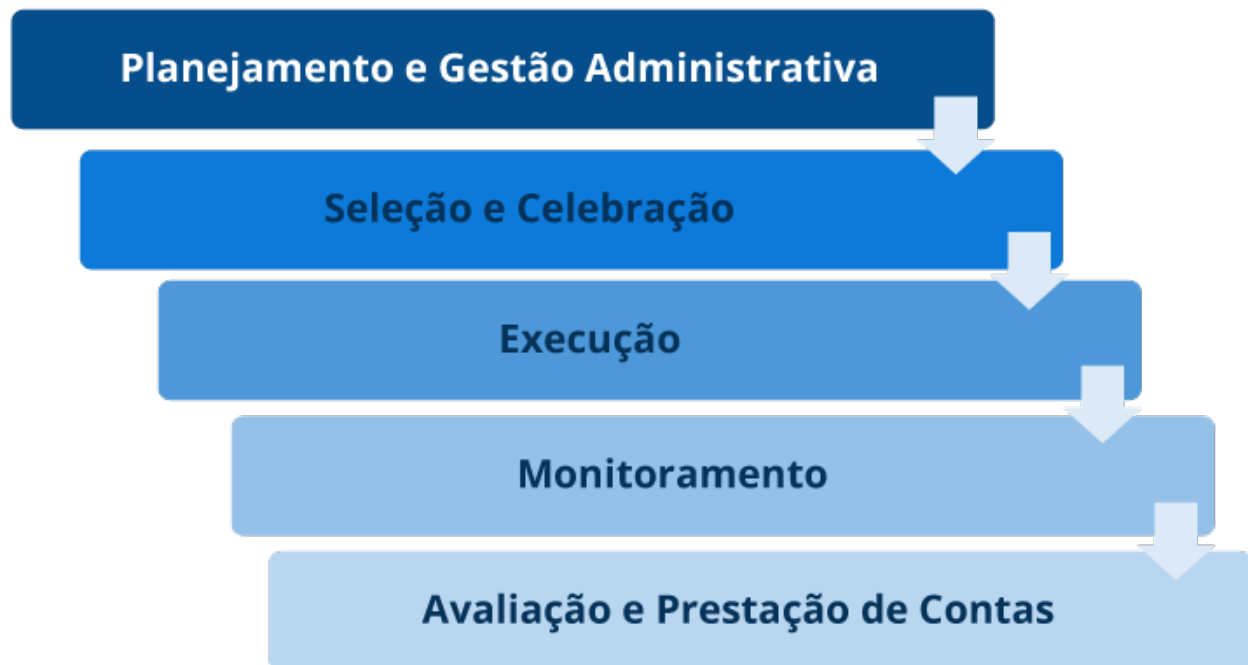 Planejamento e Gestão Administrativa
Seleção e Celebração
Execução
Monitoramento
Avaliação e Prestação de Contas